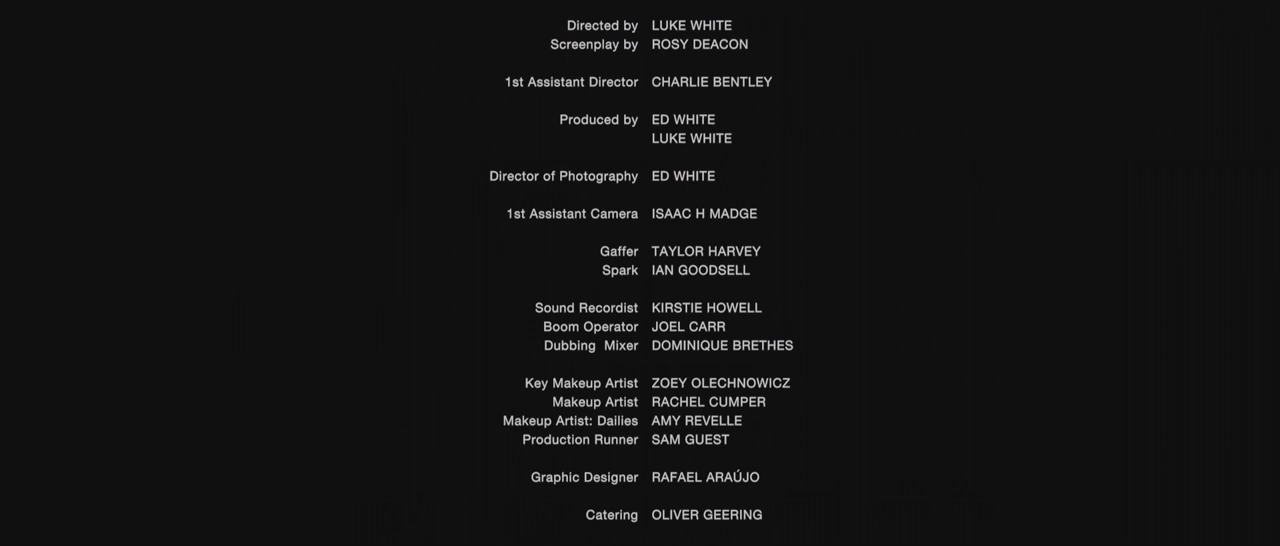 Directed by LUKE WHITE
Screenplay by ROSY DEACON
1st Assistant Director CHARLIE BENTLEY
Produced by ED WHITE
LUKE WHITE
Director of Photography ED WHITE
1st Assistant Camera ISAAC H MADGE
Gaffer TAYLOR HARVEY
Spark IAN GOODSELL
Sound Recordist KIRSTIE HOWELL
Boom Operator JOEL CARR
Dubbing Mixer DOMINIQUE BRETHES
Key Makeup Artist ZOEY OLECHNOWICZ
Makeup Artist RACHEL CUMPER
Makeup Artist: Dailies AMY REVELLE
Production Runner SAM GUEST
Graphic Designer RAFAEL ARAÚJO
Catering OLIVER GEERING